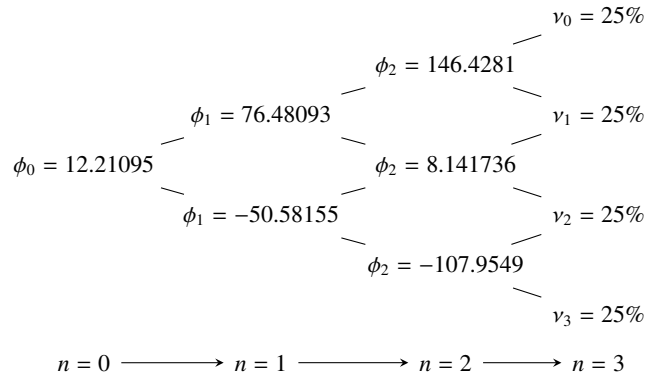 ν₀ = 25%
ϕ₂ = 146.4281
ϕ₁ = 76.48093
ν₁ = 25%
ϕ₀ = 12.21095
ϕ₂ = 8.141736
ϕ₁ = −50.58155
ν₂ = 25%
ϕ₂ = −107.9549
ν₃ = 25%
n = 0 ⟶ n = 1 ⟶ n = 2 ⟶ n = 3